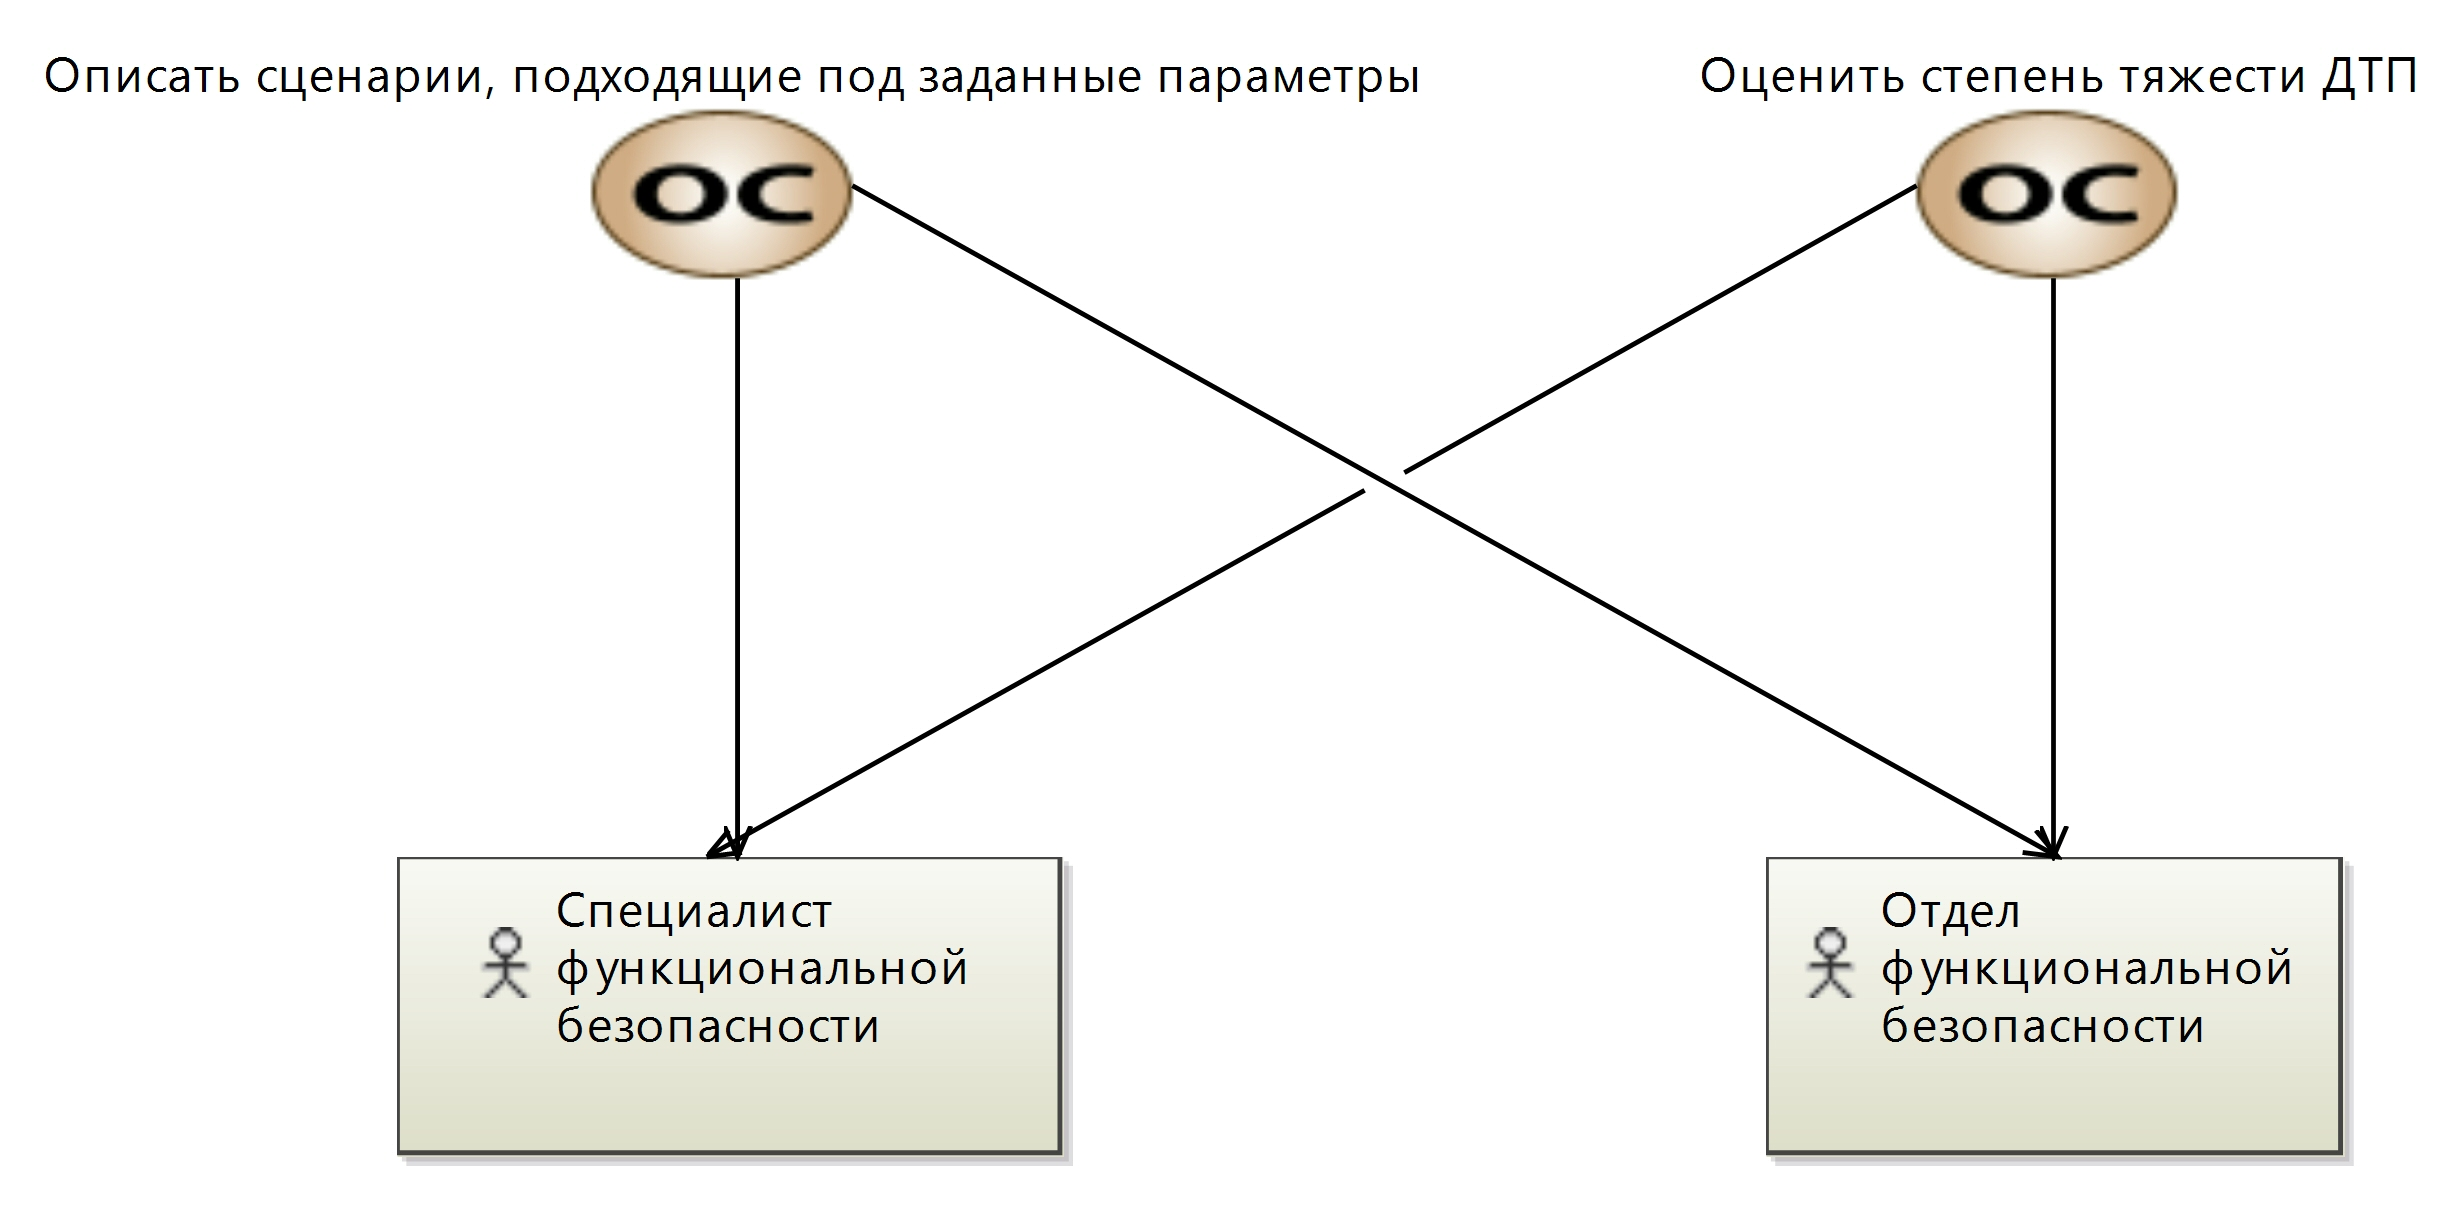 Описать сценарии, подходящие под заданные параметры
Оценить степень тяжести ДТП
OC
OC
Специалист
функциональной
безопасности
Отдел
функциональной
безопасности